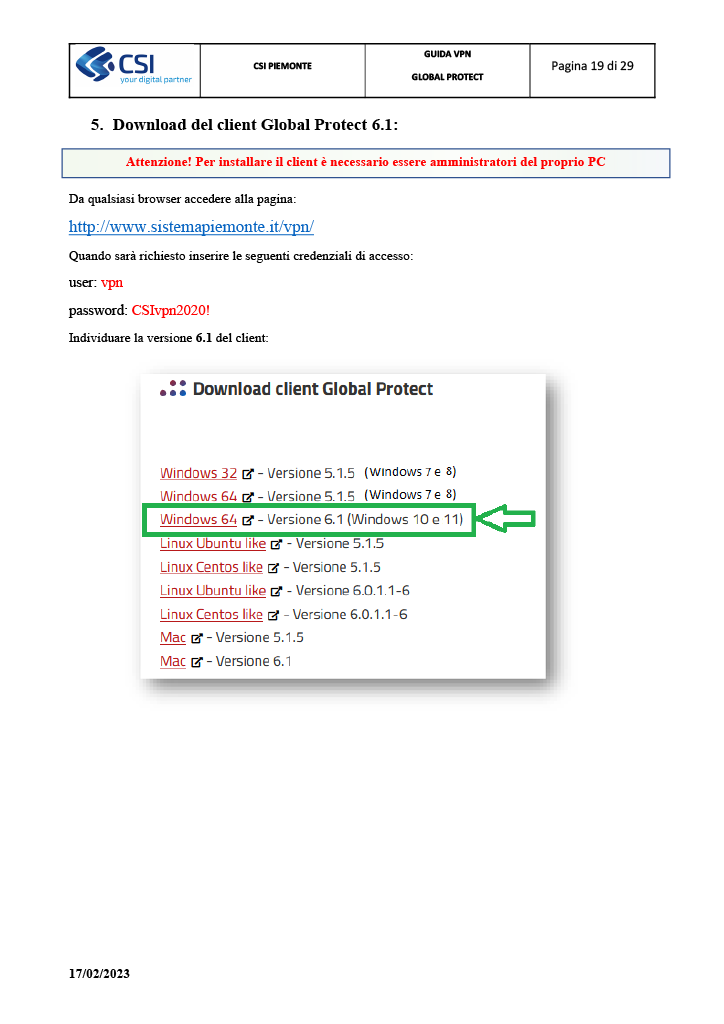 CSI
your digital partner
CSI PIEMONTE
GUIDA VPN
GLOBAL PROTECT
Pagina 19 di 29
5. Download del client Global Protect 6.1:
Attenzione! Per installare il client è necessario essere amministratori del proprio PC
Da qualsiasi browser accedere alla pagina:
http://www.sistemapiemonte.it/vpn/
Quando sarà richiesto inserire le seguenti credenziali di accesso:
user: vpn
password: CSIvpn2020!
Individuare la versione 6.1 del client:
Download client Global Protect
Windows 32 - Versione 5.1.5 (Windows 7 e 8)
Windows 64 - Versione 5.1.5 (Windows 7 e 8)
Windows 64 - Versione 6.1 (Windows 10 e 11)
Linux Ubuntu like - Versione 5.1.5
Linux Centos like - Versione 5.1.5
Linux Ubuntu like - Versione 6.0.1.1-6
Linux Centos like - Versione 6.0.1.1-6
Mac - Versione 5.1.5
Mac - Versione 6.1
17/02/2023